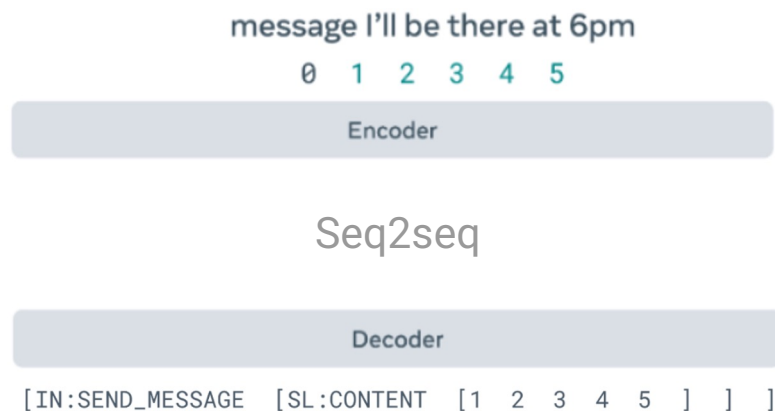 message I’ll be there at 6pm
0 1 2 3 4 5
Encoder
Seq2seq
Decoder
[IN:SEND_MESSAGE [SL:CONTENT [1 2 3 4 5 ] ] ]